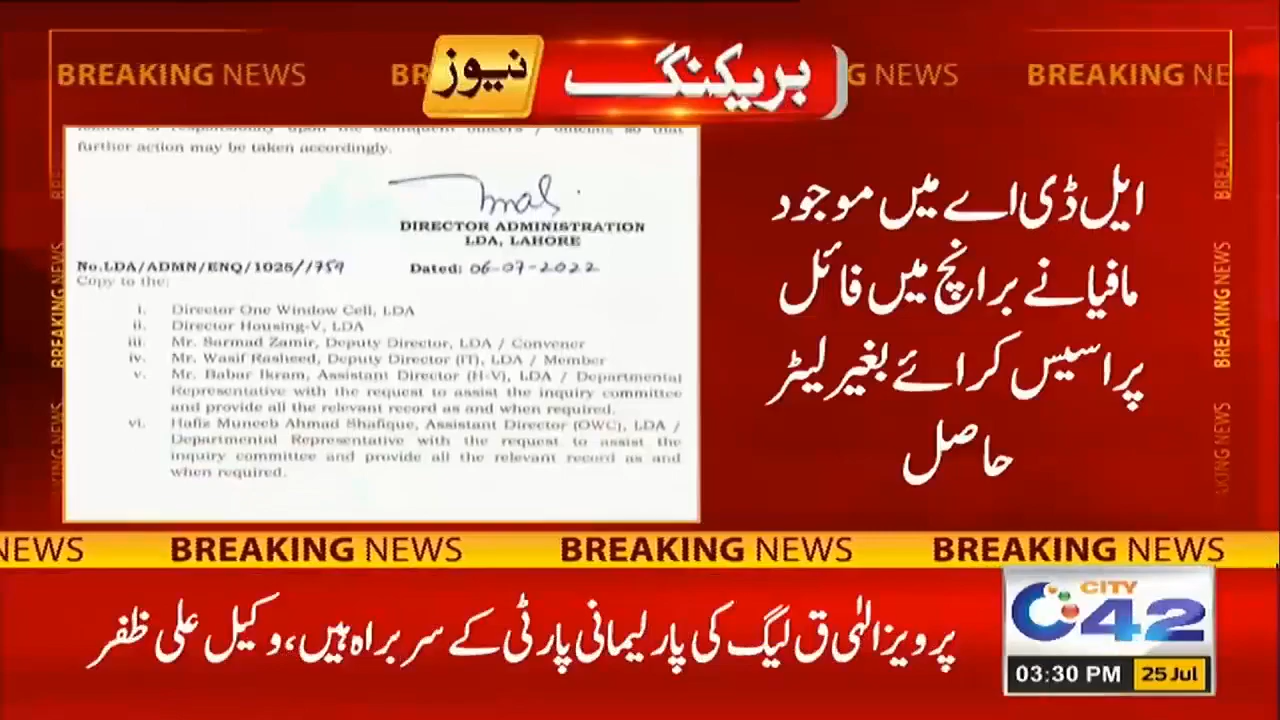 BREAKING NEWS
بریکنگ نیوز
BREAKING NE
further action may be taken accordingly.
DIRECTOR ADMINISTRATION
LDA, LAHORE
No.LDA/ADMN/ENQ/1025//759 Dated: 06-07-2022
Copy to the:
i. Director One Window Cell, LDA
ii. Director Housing-V, LDA
iii. Mr. Sarmad Zamir, Deputy Director, LDA / Convener
iv. Mr. Wasif Rasheed, Deputy Director (IT), LDA / Member
v. Mr. Babar Ikram, Assistant Director (H-V), LDA / Departmental
Representative with the request to assist the inquiry committee
and provide all the relevant record as and when required.
vi. Hafiz Muneeb Ahmad Shafique, Assistant Director (OWC), LDA /
Departmental Representative with the request to assist the
inquiry committee and provide all the relevant record as and
when required.
ایل ڈی اے میں موجود
مافیا نے برانچ میں فائل
پراسیس کرائے بغیر لیٹر
حاصل
NEWS BREAKING NEWS BREAKING NEWS BREAKING NEWS
پرویز الٰہی ق لیگ کی پارلیمانی پارٹی کے سربراہ ہیں، وکیل علی ظفر
CITY
42
03:30 PM 25 Jul